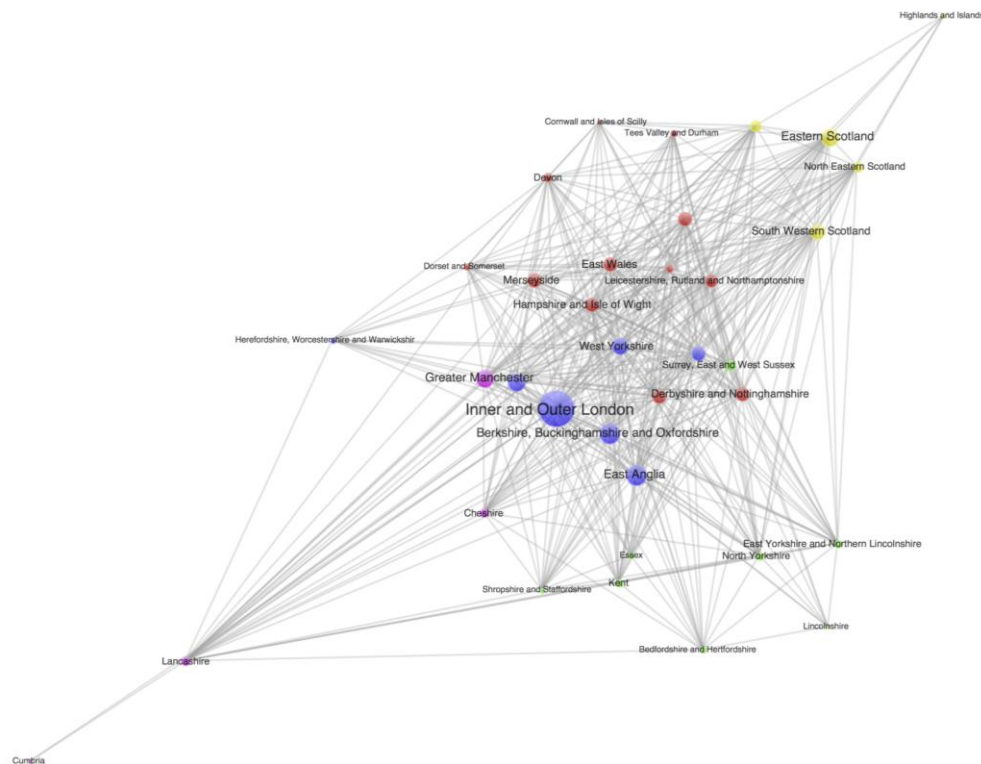 Highlands and Islands
Cornwall and Isles of Scilly
Tees Valley and Durham
Eastern Scotland
North Eastern Scotland
Devon
South Western Scotland
Dorset and Somerset
East Wales
Merseyside
Leicestershire, Rutland and Northamptonshire
Hampshire and Isle of Wight
Herefordshire, Worcestershire and Warwickshir
West Yorkshire
Surrey, East and West Sussex
Greater Manchester
Derbyshire and Nottinghamshire
Inner and Outer London
Berkshire, Buckinghamshire and Oxfordshire
East Anglia
Cheshire
East Yorkshire and Northern Lincolnshire
Essex
North Yorkshire
Kent
Shropshire and Staffordshire
Lincolnshire
Bedfordshire and Hertfordshire
Lancashire
Cumbria